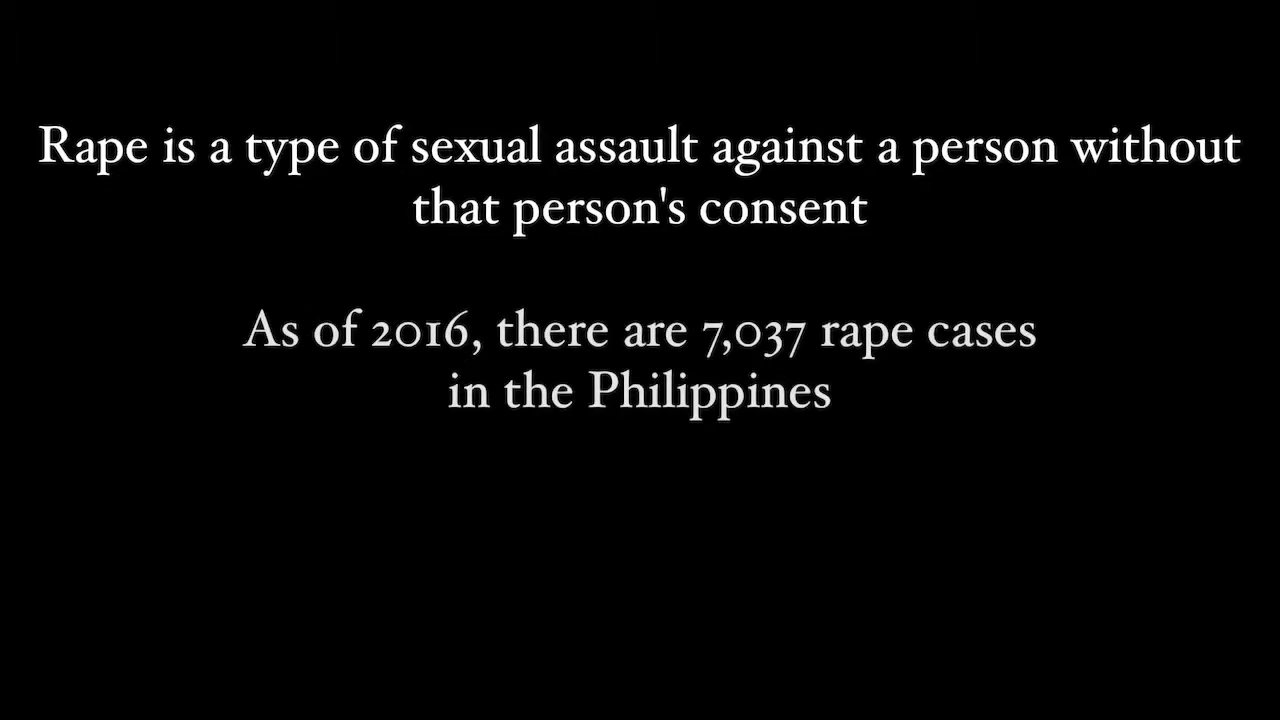 Rape is a type of sexual assault against a person without
that person's consent
As of 2016, there are 7,037 rape cases
in the Philippines